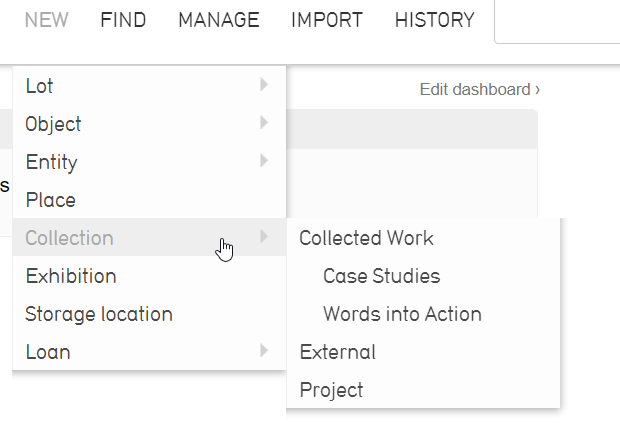 NEW FIND MANAGE IMPORT HISTORY
Edit dashboard ›
Lot
Object
Entity
s
Place
Collection
Exhibition
Storage location
Loan
Collected Work
Case Studies
Words into Action
External
Project